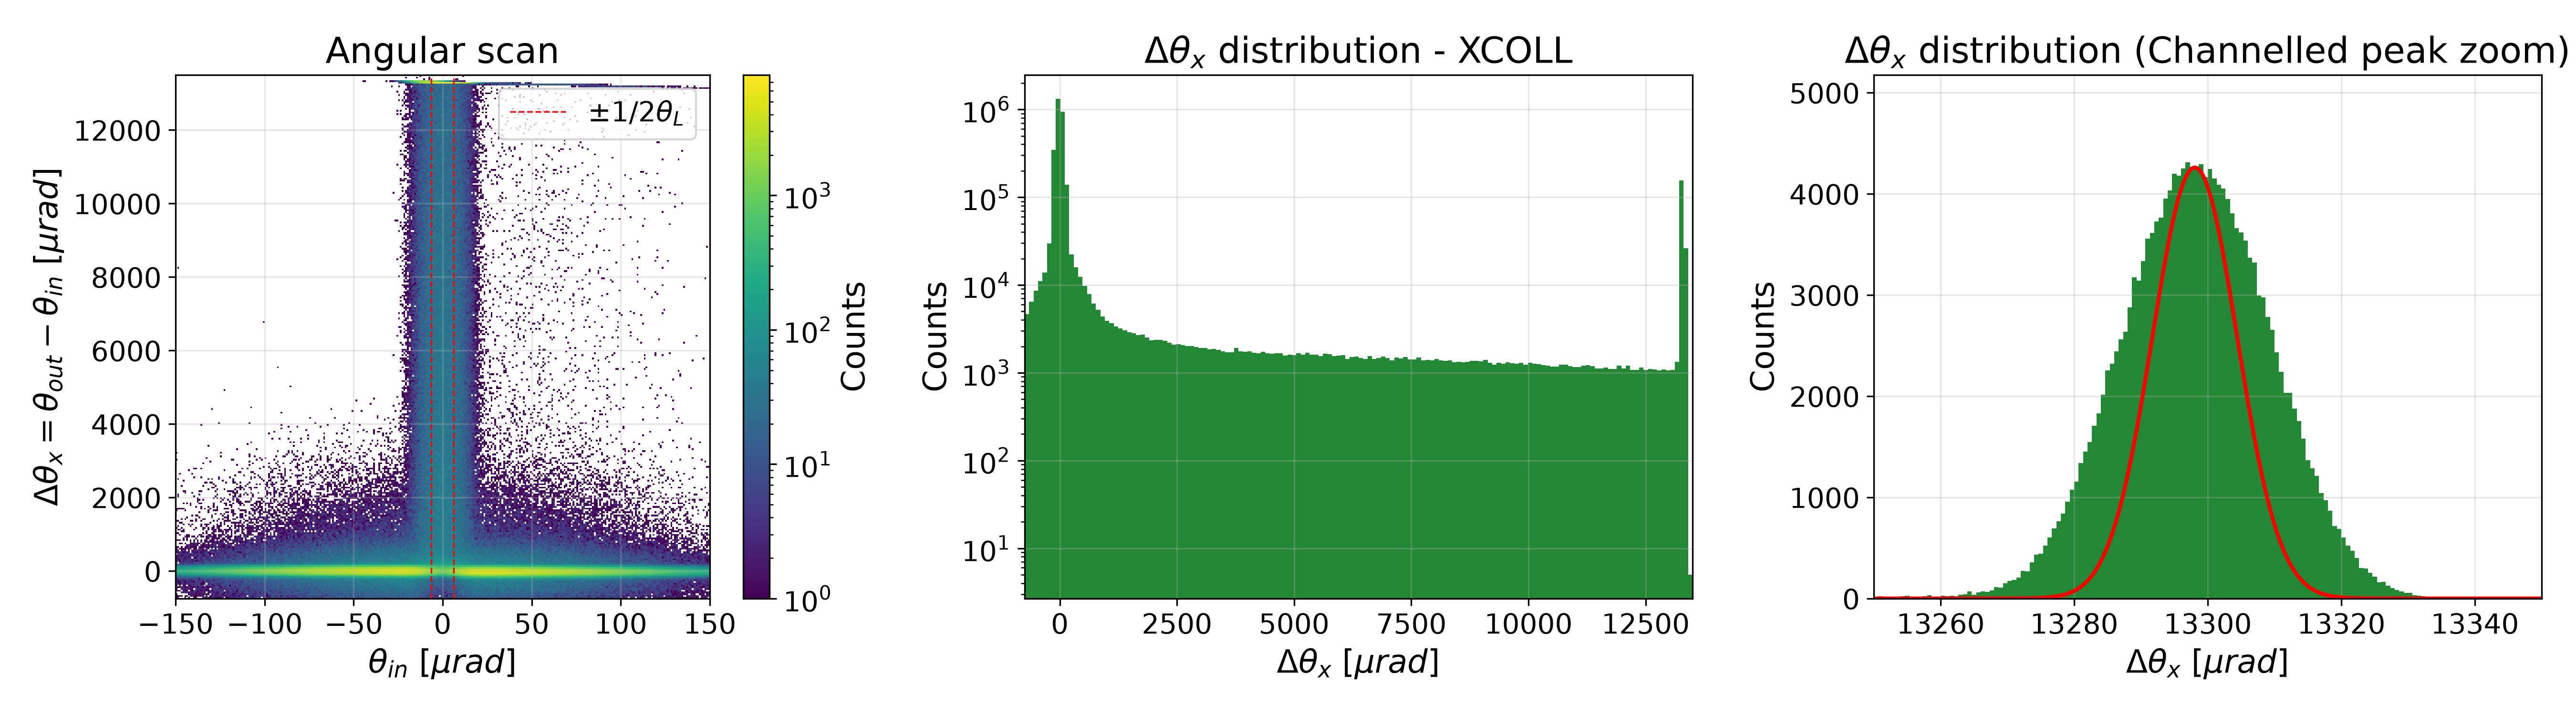 Angular scan
Δθx = θout − θin [μrad]
12000
10000
8000
6000
4000
2000
0
±1/2θL
−150 −100 −50 0 50 100 150
θin [μrad]
10³
10²
10¹
10⁰
Counts
Δθx distribution - XCOLL
Counts
10⁶
10⁵
10⁴
10³
10²
10¹
0 2500 5000 7500 10000 12500
Δθx [μrad]
Δθx distribution (Channelled peak zoom)
Counts
5000
4000
3000
2000
1000
0
13260 13280 13300 13320 13340
Δθx [μrad]